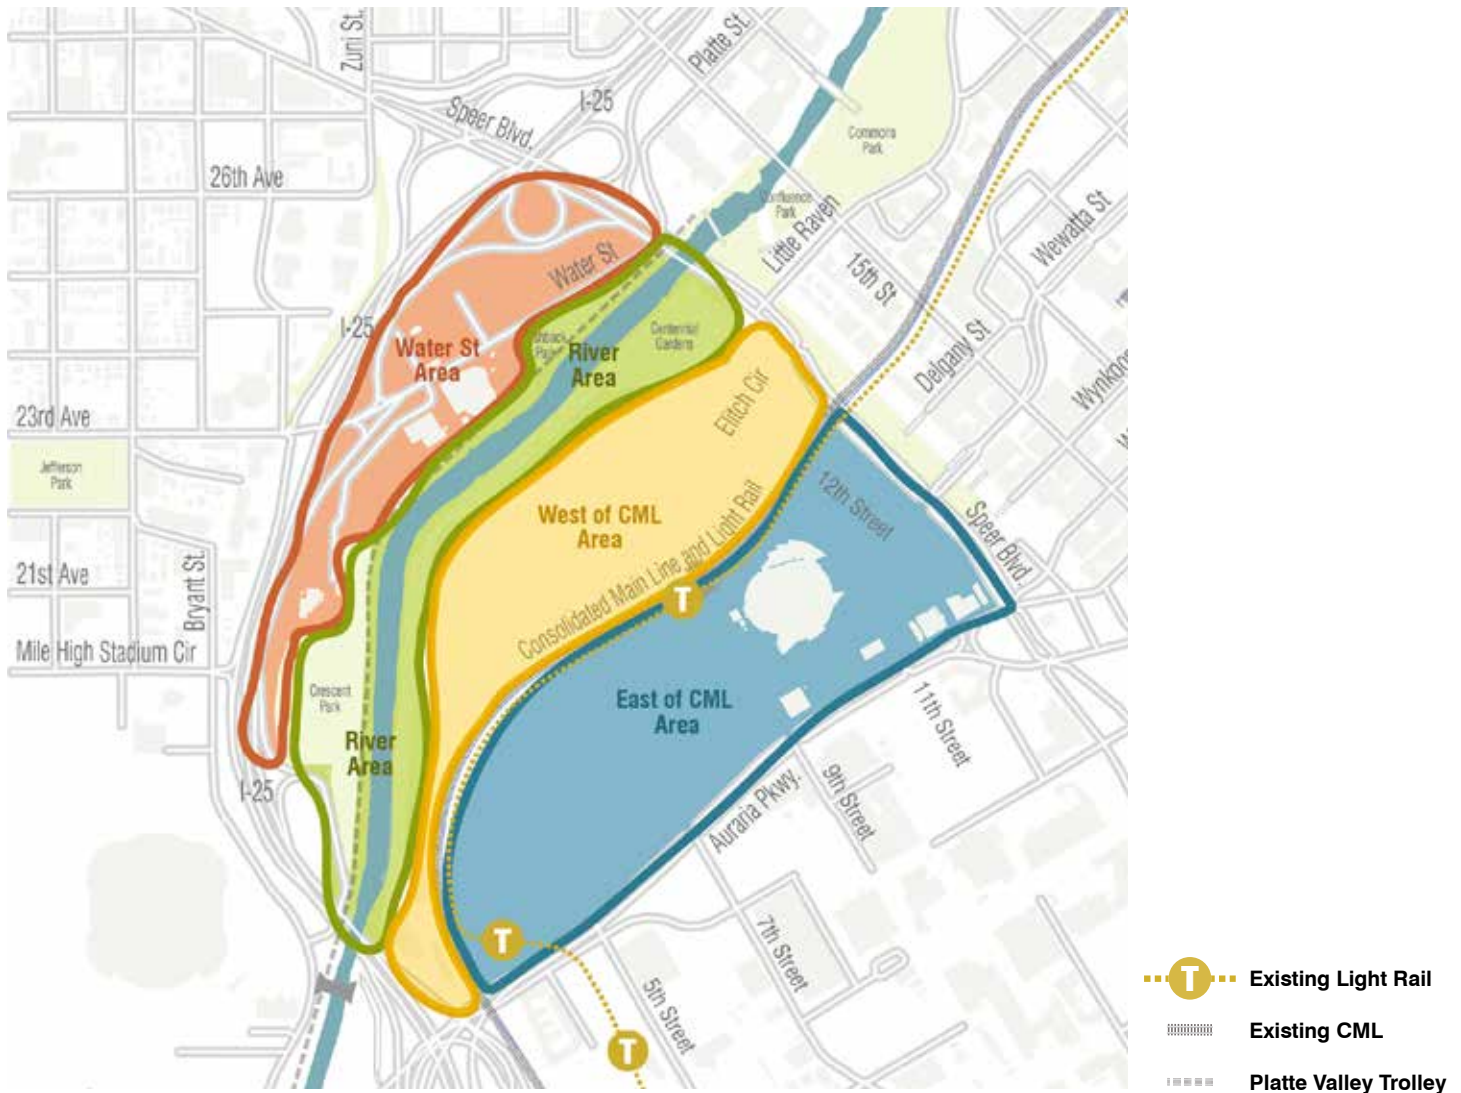 Zuni St.
Platte St.
I-25
Speer Blvd.
Commons
Park
26th Ave
Confluence
Park
Little Raven
Wewatta St
15th St
Water St
I-25
Water St
Area
River
Area
Centennial
Gardens
Delgany St
Elitch Cir
23rd Ave
Jefferson
Park
12th Street
West of CML
Area
Consolidated Main Line and Light Rail
Speer Blvd.
21st Ave
Bryant St.
T
Mile High Stadium Cir
Crescent
Park
East of CML
Area
11th Street
River
Area
I-25
Auraria Pkwy.
9th Street
T
7th Street
5th Street
T
T Existing Light Rail
Existing CML
Platte Valley Trolley